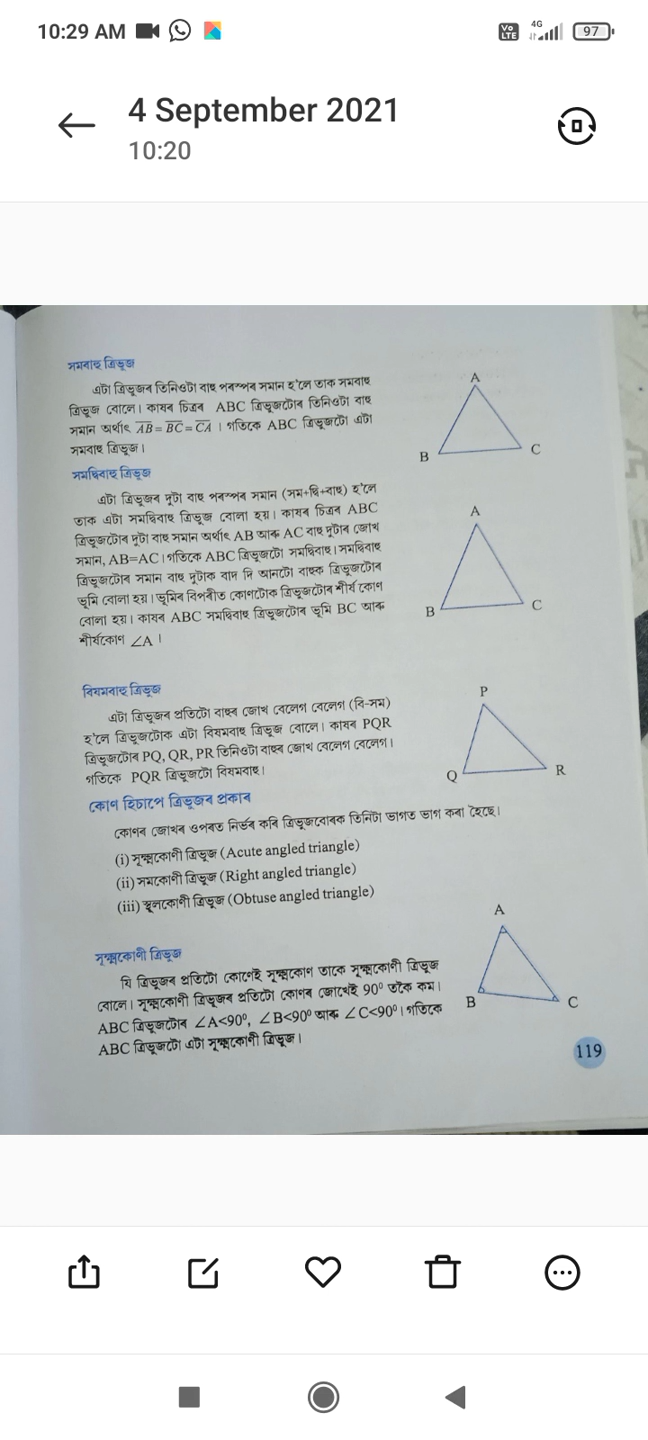 10:29 AM
Vo LTE 4G 97
4 September 2021
10:20
সমবাহু ত্ৰিভুজ
এটা ত্ৰিভুজৰ তিনিওটা বাহু পৰস্পৰ সমান হ'লে তাক সমবাহু
ত্ৰিভুজ বোলে। কাষৰ চিত্ৰৰ ABC ত্ৰিভুজটোৰ তিনিওটা বাহু
সমান অৰ্থাৎ AB = BC = CA । গতিকে ABC ত্ৰিভুজটো এটা
সমবাহু ত্ৰিভুজ।
A
B
C
সমদ্বিবাহু ত্ৰিভুজ
এটা ত্ৰিভুজৰ দুটা বাহু পৰস্পৰ সমান (সম+দ্বি+বাহু) হ'লে
তাক এটা সমদ্বিবাহু ত্ৰিভুজ বোলা হয়। কাষৰ চিত্ৰৰ ABC
ত্ৰিভুজটোৰ দুটা বাহু সমান অৰ্থাৎ AB আৰু AC বাহু দুটাৰ জোখ
সমান, AB=AC। গতিকে ABC ত্ৰিভুজটো সমদ্বিবাহু। সমদ্বিবাহু
ত্ৰিভুজটোৰ সমান বাহু দুটাক বাদ দি আনটো বাহুক ত্ৰিভুজটোৰ
ভূমি বোলা হয়। ভূমিৰ বিপৰীত কোণটোক ত্ৰিভুজটোৰ শীৰ্ষ কোণ
বোলা হয়। কাষৰ ABC সমদ্বিবাহু ত্ৰিভুজটোৰ ভূমি BC আৰু
শীৰ্ষকোণ ∠A ।
A
B
C
বিষমবাহু ত্ৰিভুজ
এটা ত্ৰিভুজৰ প্ৰতিটো বাহুৰ জোখ বেলেগ বেলেগ (বি-সম)
হ'লে ত্ৰিভুজটোক এটা বিষমবাহু ত্ৰিভুজ বোলে। কাষৰ PQR
ত্ৰিভুজটোৰ PQ, QR, PR তিনিওটা বাহুৰ জোখ বেলেগ বেলেগ।
গতিকে PQR ত্ৰিভুজটো বিষমবাহু।
P
Q
R
কোণ হিচাপে ত্ৰিভুজৰ প্ৰকাৰ
কোণৰ জোখৰ ওপৰত নিৰ্ভৰ কৰি ত্ৰিভুজবোৰক তিনিটা ভাগত ভাগ কৰা হৈছে।
(i) সূক্ষ্মকোণী ত্ৰিভুজ (Acute angled triangle)
(ii) সমকোণী ত্ৰিভুজ (Right angled triangle)
(iii) স্থূলকোণী ত্ৰিভুজ (Obtuse angled triangle)
সূক্ষ্মকোণী ত্ৰিভুজ
যি ত্ৰিভুজৰ প্ৰতিটো কোণেই সূক্ষ্মকোণ তাকে সূক্ষ্মকোণী ত্ৰিভুজ
বোলে। সূক্ষ্মকোণী ত্ৰিভুজৰ প্ৰতিটো কোণৰ জোখেই 90⁰ তকৈ কম।
ABC ত্ৰিভুজটোৰ ∠A<90⁰, ∠B<90⁰ আৰু ∠C<90⁰। গতিকে
ABC ত্ৰিভুজটো এটা সূক্ষ্মকোণী ত্ৰিভুজ।
A
B
C
119